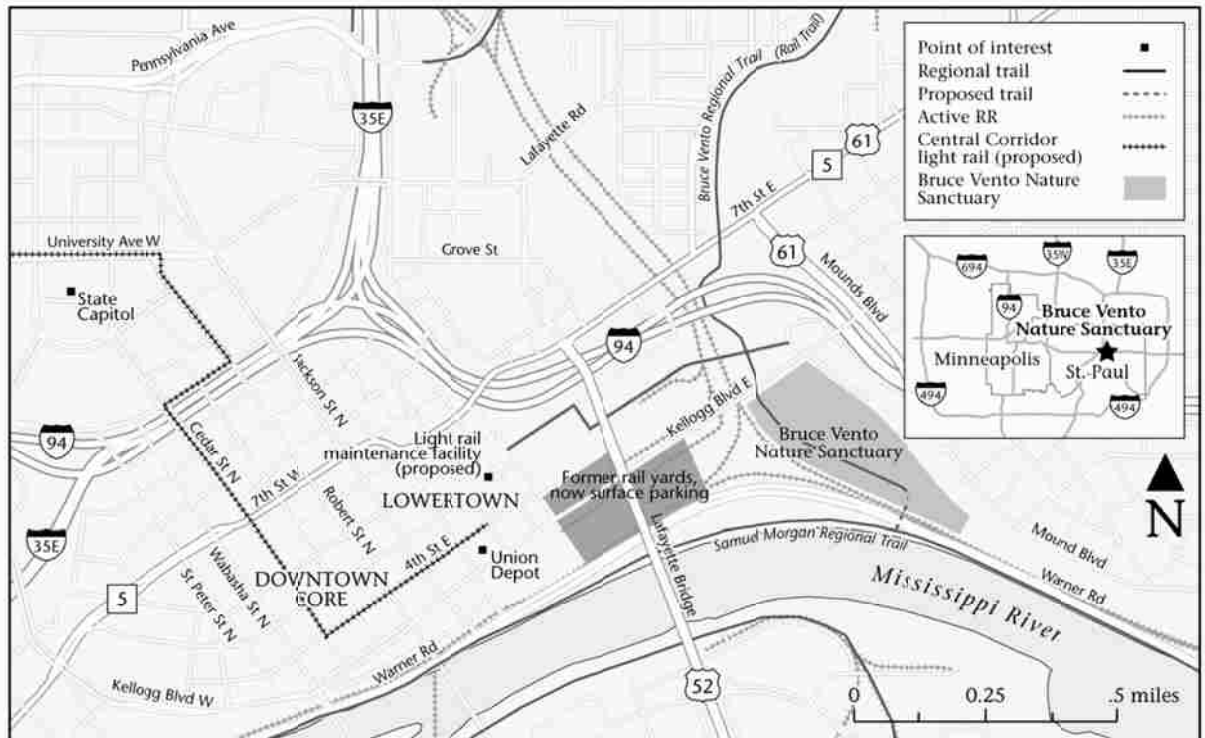 Pennsylvania Ave
35E
Lafayette Rd
Bruce Vento Regional Trail (Rail Trail)
61
5
7th St E
Point of interest
Regional trail
Proposed trail
Active RR
Central Corridor
light rail (proposed)
Bruce Vento Nature
Sanctuary
University Ave W
Grove St
61
Mounds Blvd
State
Capitol
694
35N
35E
94
Bruce Vento
Nature Sanctuary
Minneapolis
St. Paul
494
494
94
Jackson St N
94
Kellogg Blvd E
Cedar St N
Light rail
maintenance facility
(proposed)
Bruce Vento
Nature Sanctuary
7th St W
Robert St N
LOWERTOWN
Former rail yards,
now surface parking
N
35E
4th St E
Union
Depot
Lafayette Bridge
Samuel Morgan Regional Trail
Mound Blvd
Warner Rd
5
Wabasha St N
St Peter St N
DOWNTOWN
CORE
Mississippi River
Warner Rd
Kellogg Blvd W
52
0 0.25 .5 miles